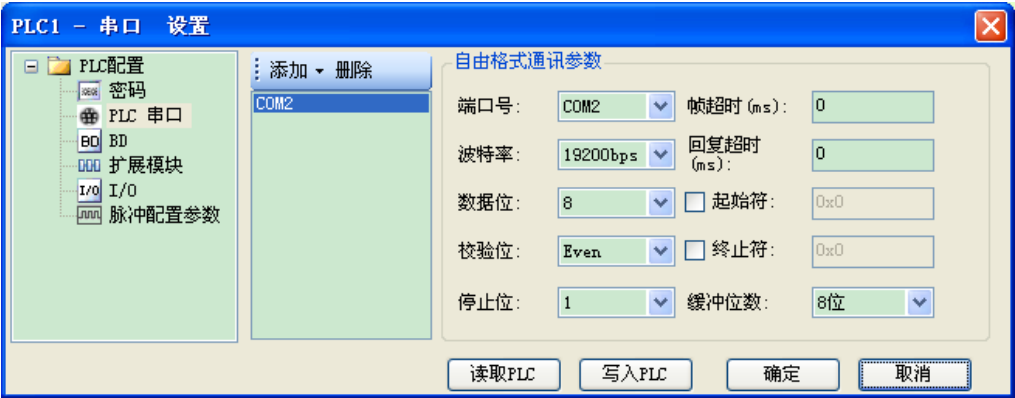 PLC1 - 串口 设置
PLC配置
密码
PLC 串口
BD BD
扩展模块
I/O I/O
脉冲配置参数
添加 删除
COM2
自由格式通讯参数
端口号: COM2 帧超时(ms): 0
波特率: 19200bps 回复超时(ms): 0
数据位: 8 起始符: 0x0
校验位: Even 终止符: 0x0
停止位: 1 缓冲位数: 8位
读取PLC 写入PLC 确定 取消